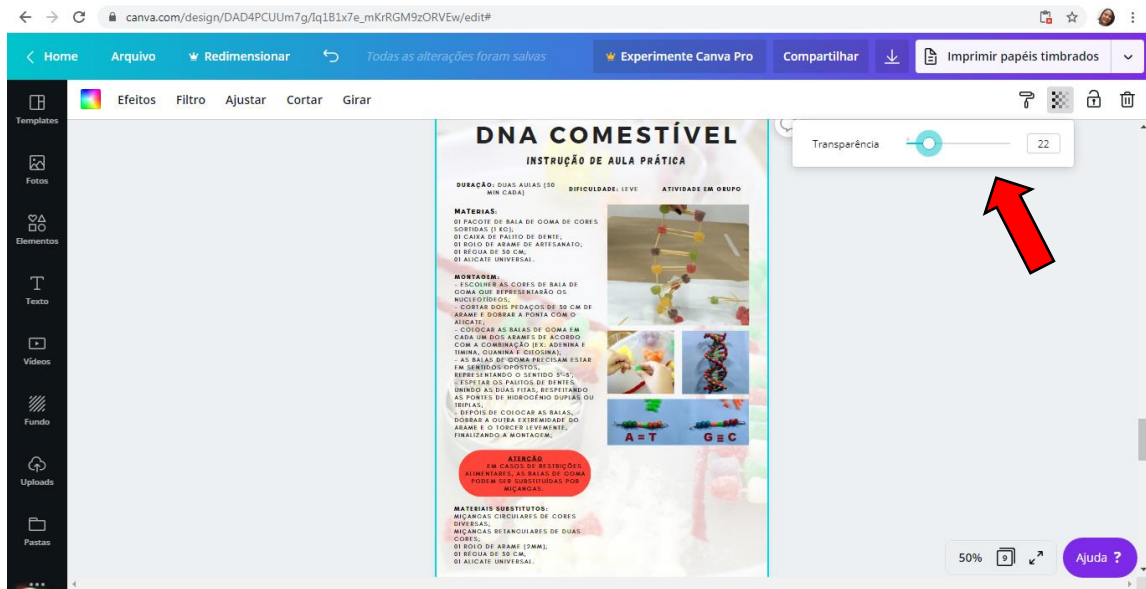 canva.com/design/DAD4PCUUm7g/Iq1B1x7e_mKrRGM9zORVEw/edit#
Home Arquivo Redimensionar Todas as alterações foram salvas Experimente Canva Pro Compartilhar Imprimir papéis timbrados
Templates
Fotos
Elementos
Texto
Vídeos
Fundo
Uploads
Pastas
Efeitos Filtro Ajustar Cortar Girar
Transparência 22
DNA COMESTÍVEL
INSTRUÇÃO DE AULA PRÁTICA
DURAÇÃO: DUAS AULAS (50
MIN CADA)
DIFICULDADE: LEVE
ATIVIDADE EM GRUPO
MATERIAS:
01 PACOTE DE BALA DE GOMA DE CORES
SORTIDAS (1 KG);
01 CAIXA DE PALITO DE DENTE;
01 ROLO DE ARAME DE ARTESANATO;
01 RÉGUA DE 30 CM;
01 ALICATE UNIVERSAL.
MONTAGEM:
- ESCOLHER AS CORES DE BALA DE
GOMA QUE REPRESENTARÃO OS
NUCLEOTÍDEOS;
- CORTAR DOIS PEDAÇOS DE 30 CM DE
ARAME E DOBRAR A PONTA COM O
ALICATE;
- COLOCAR AS BALAS DE GOMA EM
CADA UM DOS ARAMES DE ACORDO
COM A COMBINAÇÃO (EX: ADENINA E
TIMINA, GUANINA E CITOSINA);
- AS BALAS DE GOMA PRECISAM ESTAR
EM SENTIDOS OPOSTOS,
REPRESENTANDO O SENTIDO 5'-3';
- ESPETAR OS PALITOS DE DENTES
UNINDO AS DUAS FITAS, RESPEITANDO
AS PONTES DE HIDROGÊNIO DUPLAS OU
TRIPLAS;
- DEPOIS DE COLOCAR AS BALAS,
DOBRAR A OUTRA EXTREMIDADE DO
ARAME E O TORCER LEVEMENTE,
FINALIZANDO A MONTAGEM;
A = T G ≡ C
ATENÇÃO
EM CASOS DE RESTRIÇÕES
ALIMENTARES, AS BALAS DE GOMA
PODEM SER SUBSTITUÍDAS POR
MIÇANGAS.
MATERIAIS SUBSTITUTOS:
MIÇANGAS CIRCULARES DE CORES
DIVERSAS;
MIÇANGAS RETANGULARES DE DUAS
CORES;
01 ROLO DE ARAME (2MM);
01 RÉGUA DE 30 CM;
01 ALICATE UNIVERSAL.
50% 9 Ajuda ?